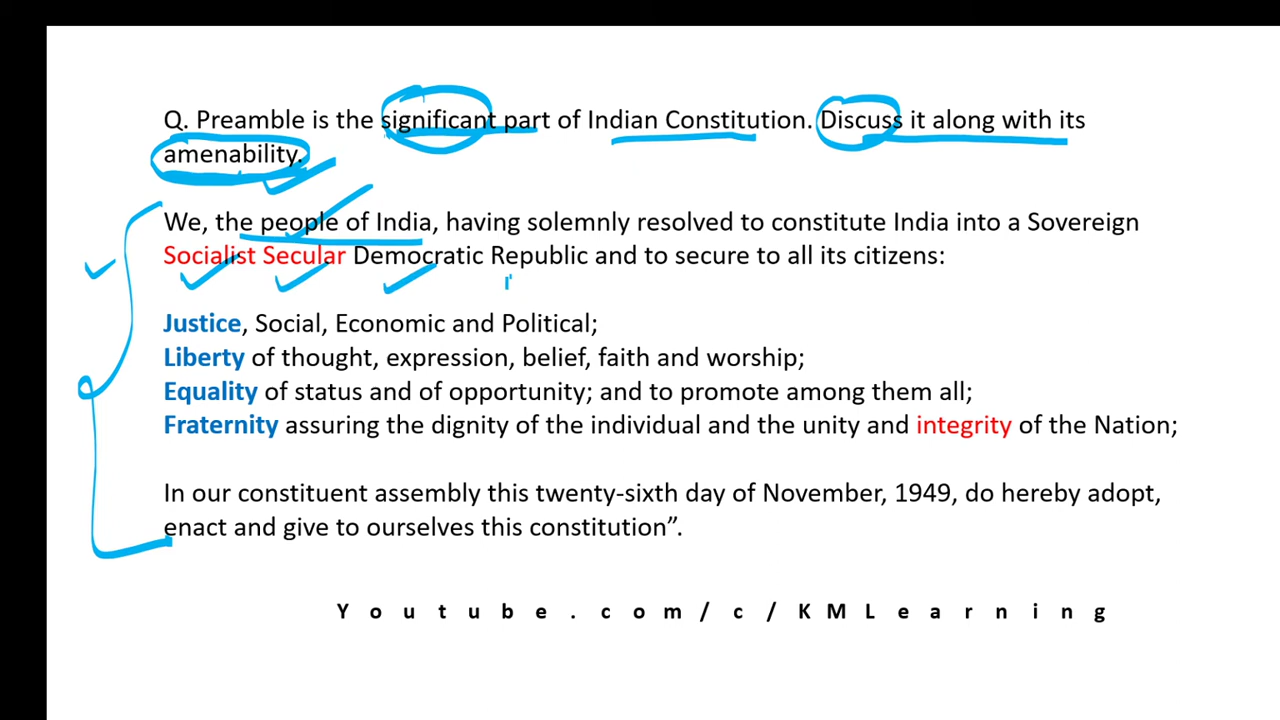 Q. Preamble is the significant part of Indian Constitution. Discuss it along with its
amenability.
We, the people of India, having solemnly resolved to constitute India into a Sovereign
Socialist Secular Democratic Republic and to secure to all its citizens:
Justice, Social, Economic and Political;
Liberty of thought, expression, belief, faith and worship;
Equality of status and of opportunity; and to promote among them all;
Fraternity assuring the dignity of the individual and the unity and integrity of the Nation;
In our constituent assembly this twenty-sixth day of November, 1949, do hereby adopt,
enact and give to ourselves this constitution”.
Youtube.com/c/KMLearning